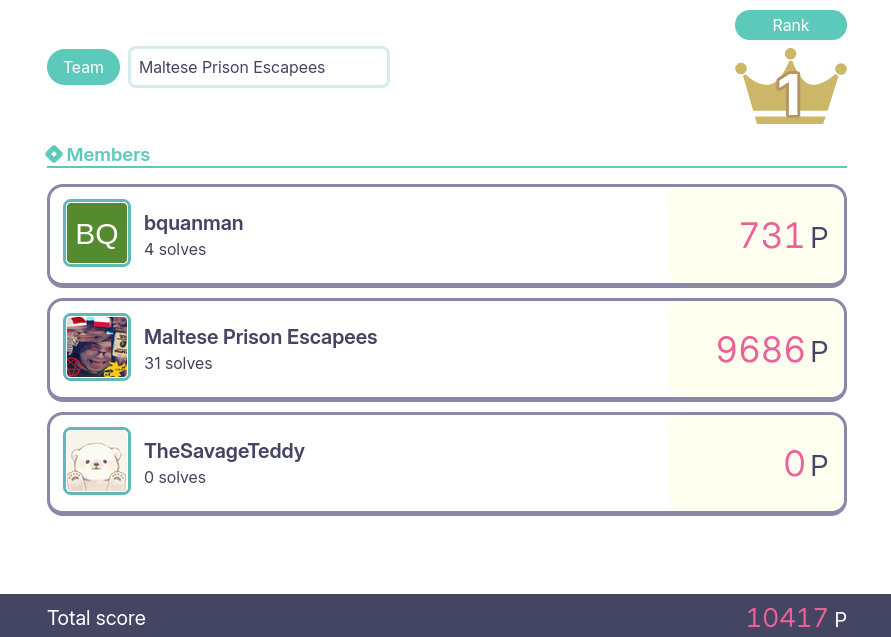 Rank
Team Maltese Prison Escapees
1
Members
BQ bquanman
4 solves
731 P
Maltese Prison Escapees
31 solves
9686 P
TheSavageTeddy
0 solves
0 P
Total score 10417 P